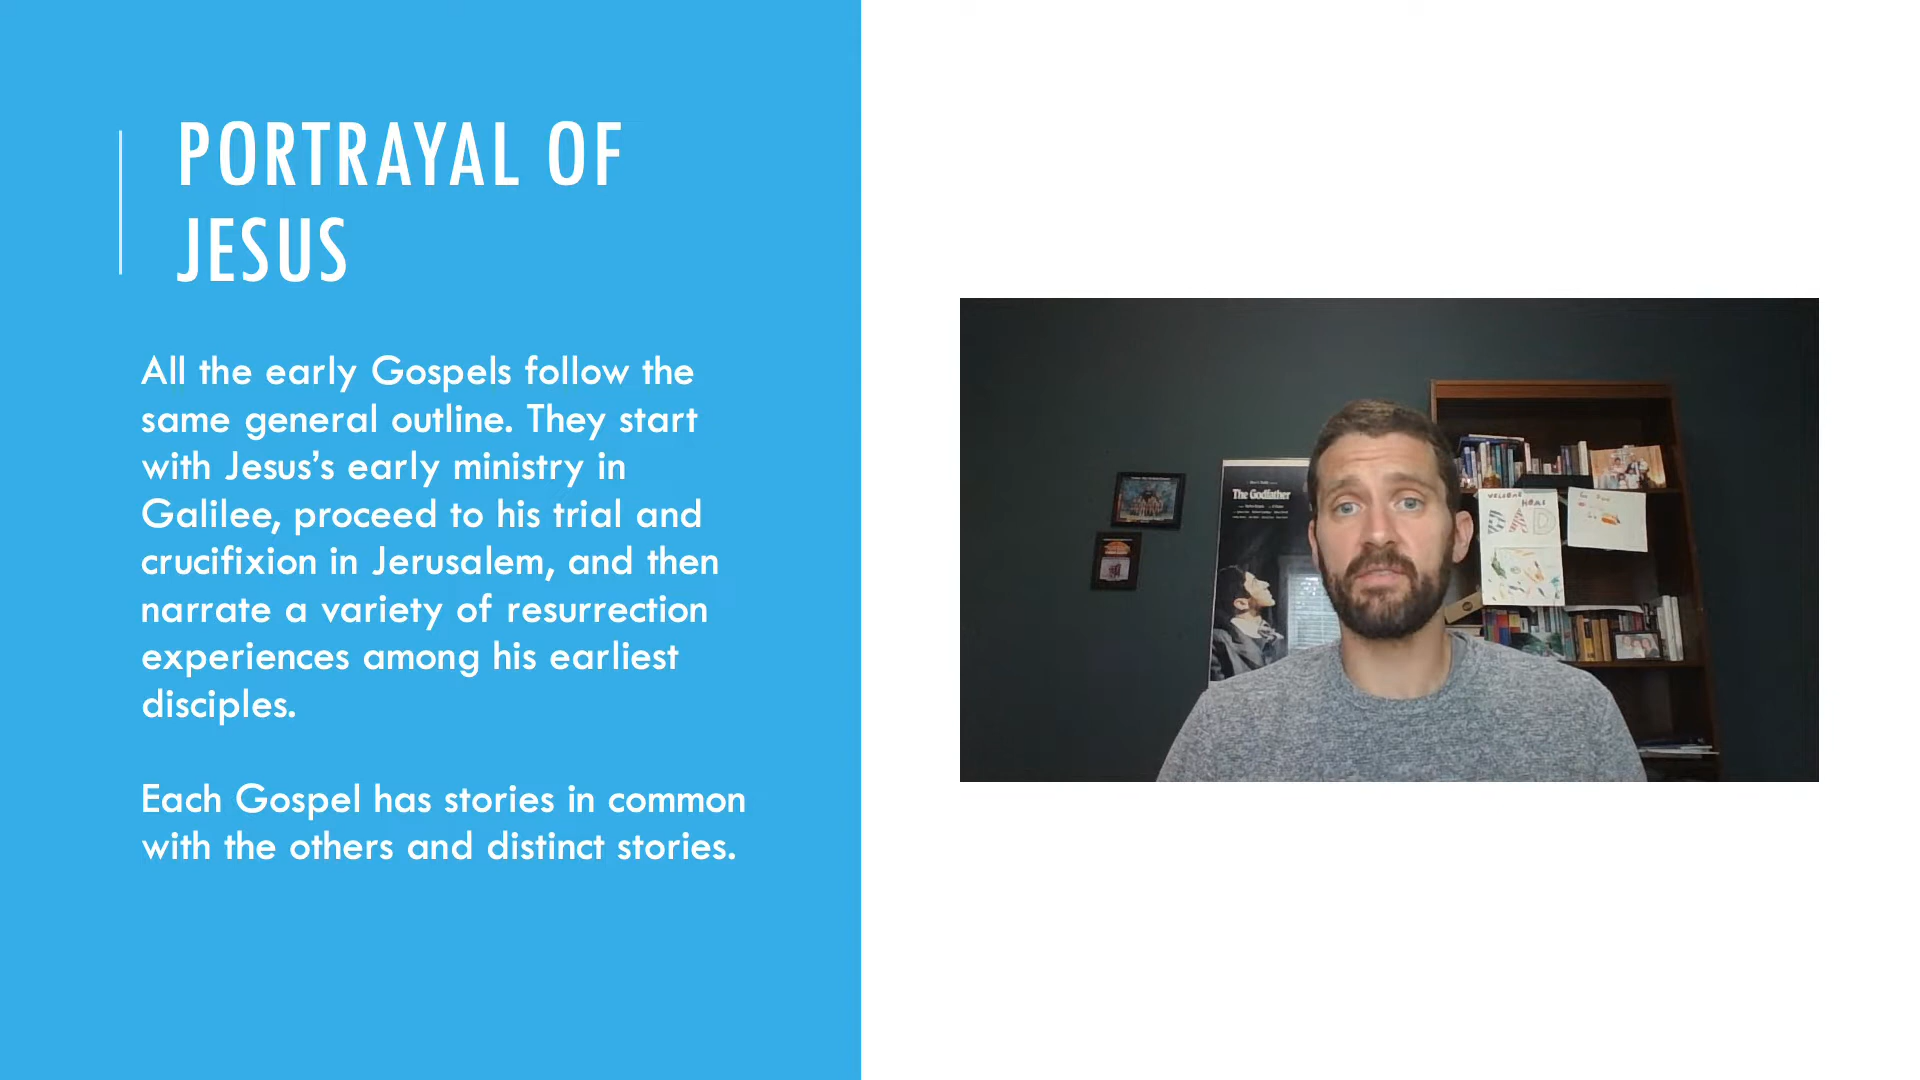 PORTRAYAL OF
JESUS
All the early Gospels follow the
same general outline. They start
with Jesus’s early ministry in
Galilee, proceed to his trial and
crucifixion in Jerusalem, and then
narrate a variety of resurrection
experiences among his earliest
disciples.
Each Gospel has stories in common
with the others and distinct stories.
The Godfather
WELCOME
HOME
DAD